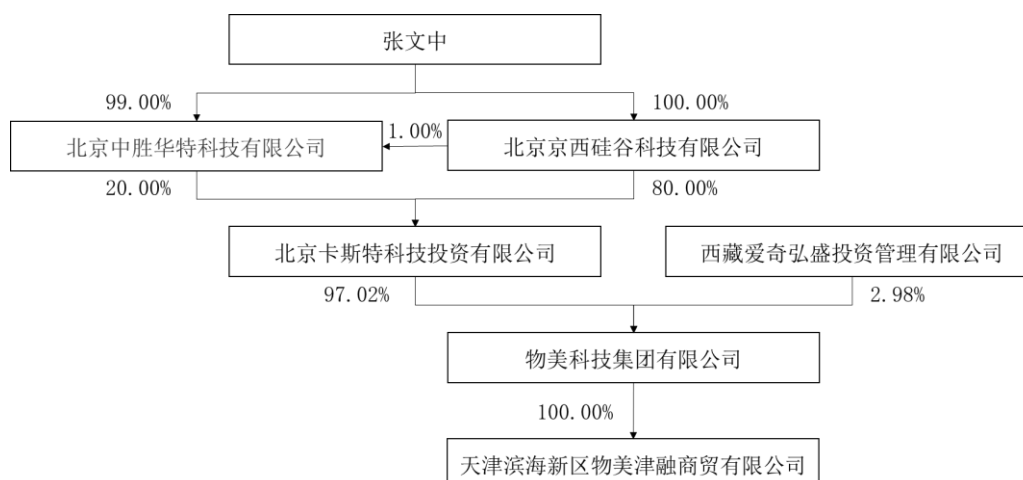 张文中
99.00%
100.00%
北京中胜华特科技有限公司
1.00%
北京京西硅谷科技有限公司
20.00%
80.00%
北京卡斯特科技投资有限公司
西藏爱奇弘盛投资管理有限公司
97.02%
2.98%
物美科技集团有限公司
100.00%
天津滨海新区物美津融商贸有限公司